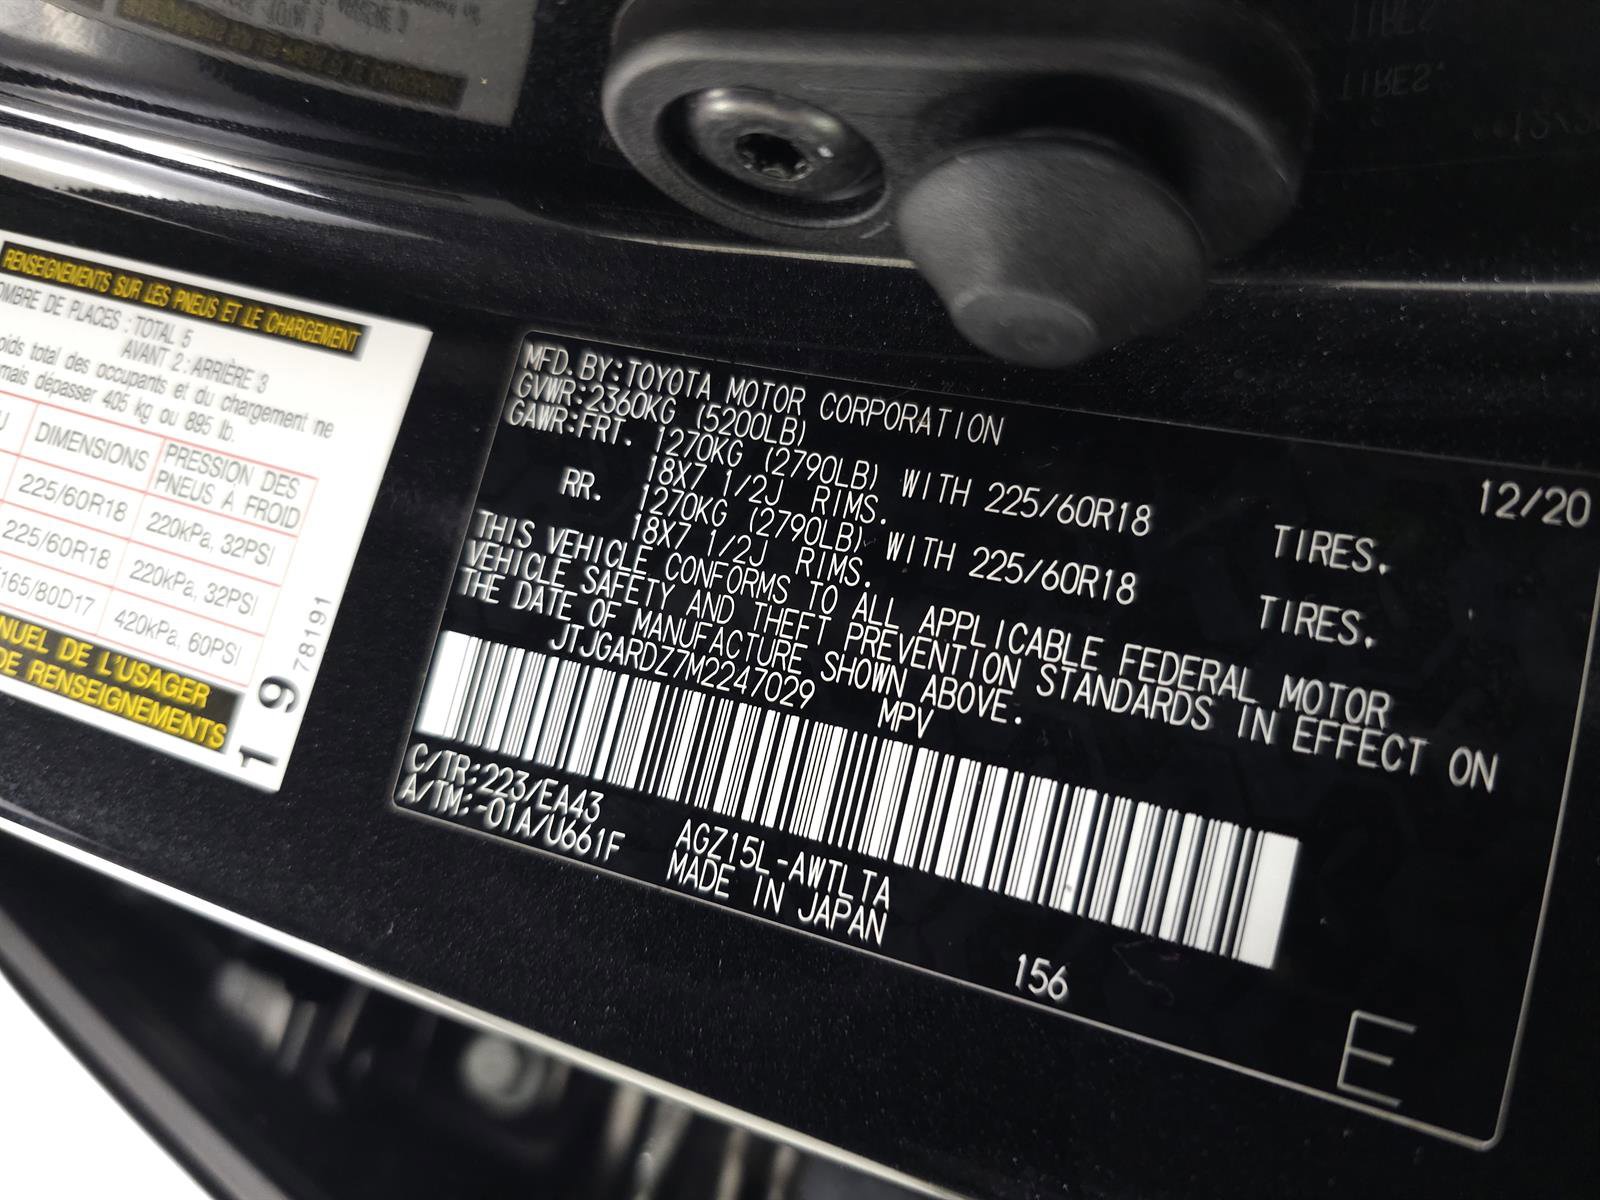 RENSEIGNEMENTS SUR LES PNEUS ET LE CHARGEMENT
DE PLACES : TOTAL 5
AVANT 2 : ARRIÈRE 3
total des occupants et du chargement ne
dépasser 405 kg ou 895 lb.
DIMENSIONS PRESSION DES PNEUS À FROID
225/60R18 220kPa, 32PSI
225/60R18 220kPa, 32PSI
165/80D17 420kPa, 60PSI
DE L'USAGER
DE RENSEIGNEMENTS
1 9 78191
MFD.BY:TOYOTA MOTOR CORPORATION 12/20
GVWR:2360KG (5200LB)
GAWR:FRT. 1270KG (2790LB) WITH 225/60R18 TIRES.
18X7 1/2J RIMS.
RR. 1270KG (2790LB) WITH 225/60R18 TIRES.
18X7 1/2J RIMS.
THIS VEHICLE CONFORMS TO ALL APPLICABLE FEDERAL MOTOR
VEHICLE SAFETY AND THEFT PREVENTION STANDARDS IN EFFECT ON
THE DATE OF MANUFACTURE SHOWN ABOVE.
JTJGARDZ7M2247029 MPV
C/TR:223/EA43 AGZ15L-AWTLTA
A/TM:-01A/U661F MADE IN JAPAN
156
E